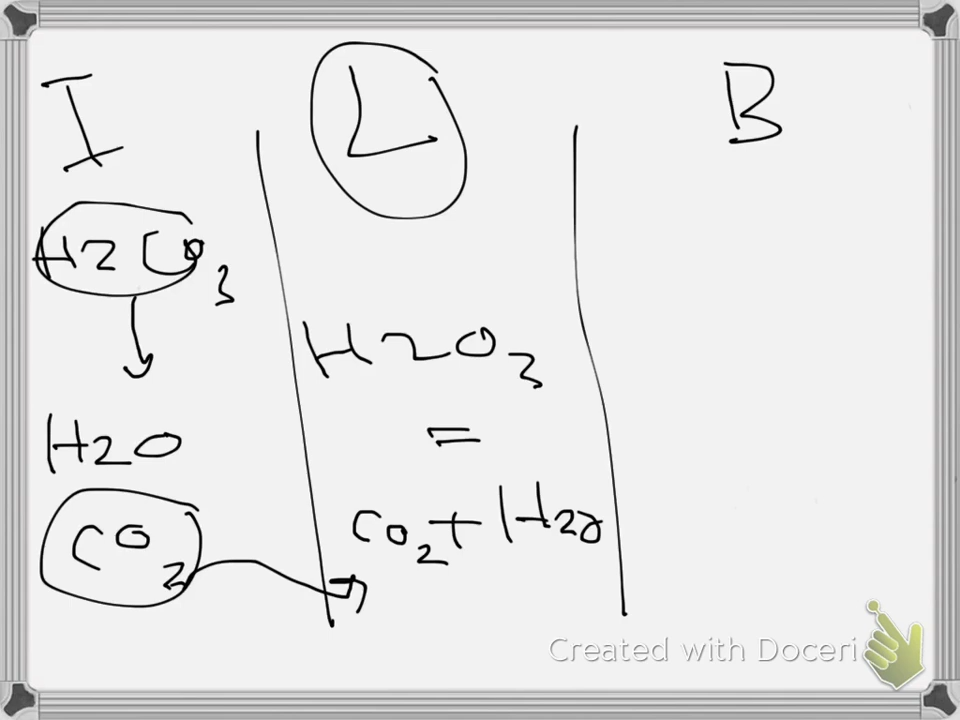 I L B
H2CO3
H2O3
=
H2O
CO2 + H2O
CO2
Created with Doceri